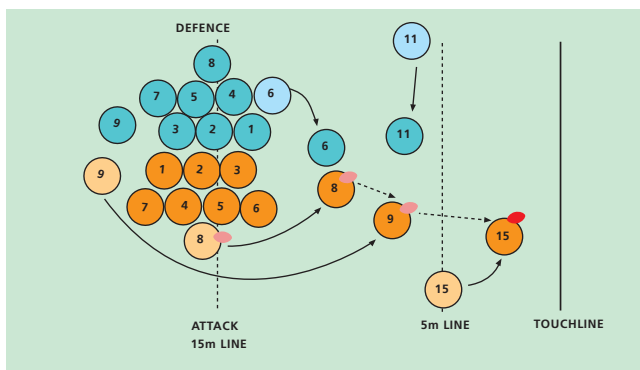 DEFENCE
8
11
7 5 4 6
9 3 2 1 11
6
9 1 2 3
8
7 4 5 6 9
8 15
15
ATTACK
15m LINE
5m LINE
TOUCHLINE